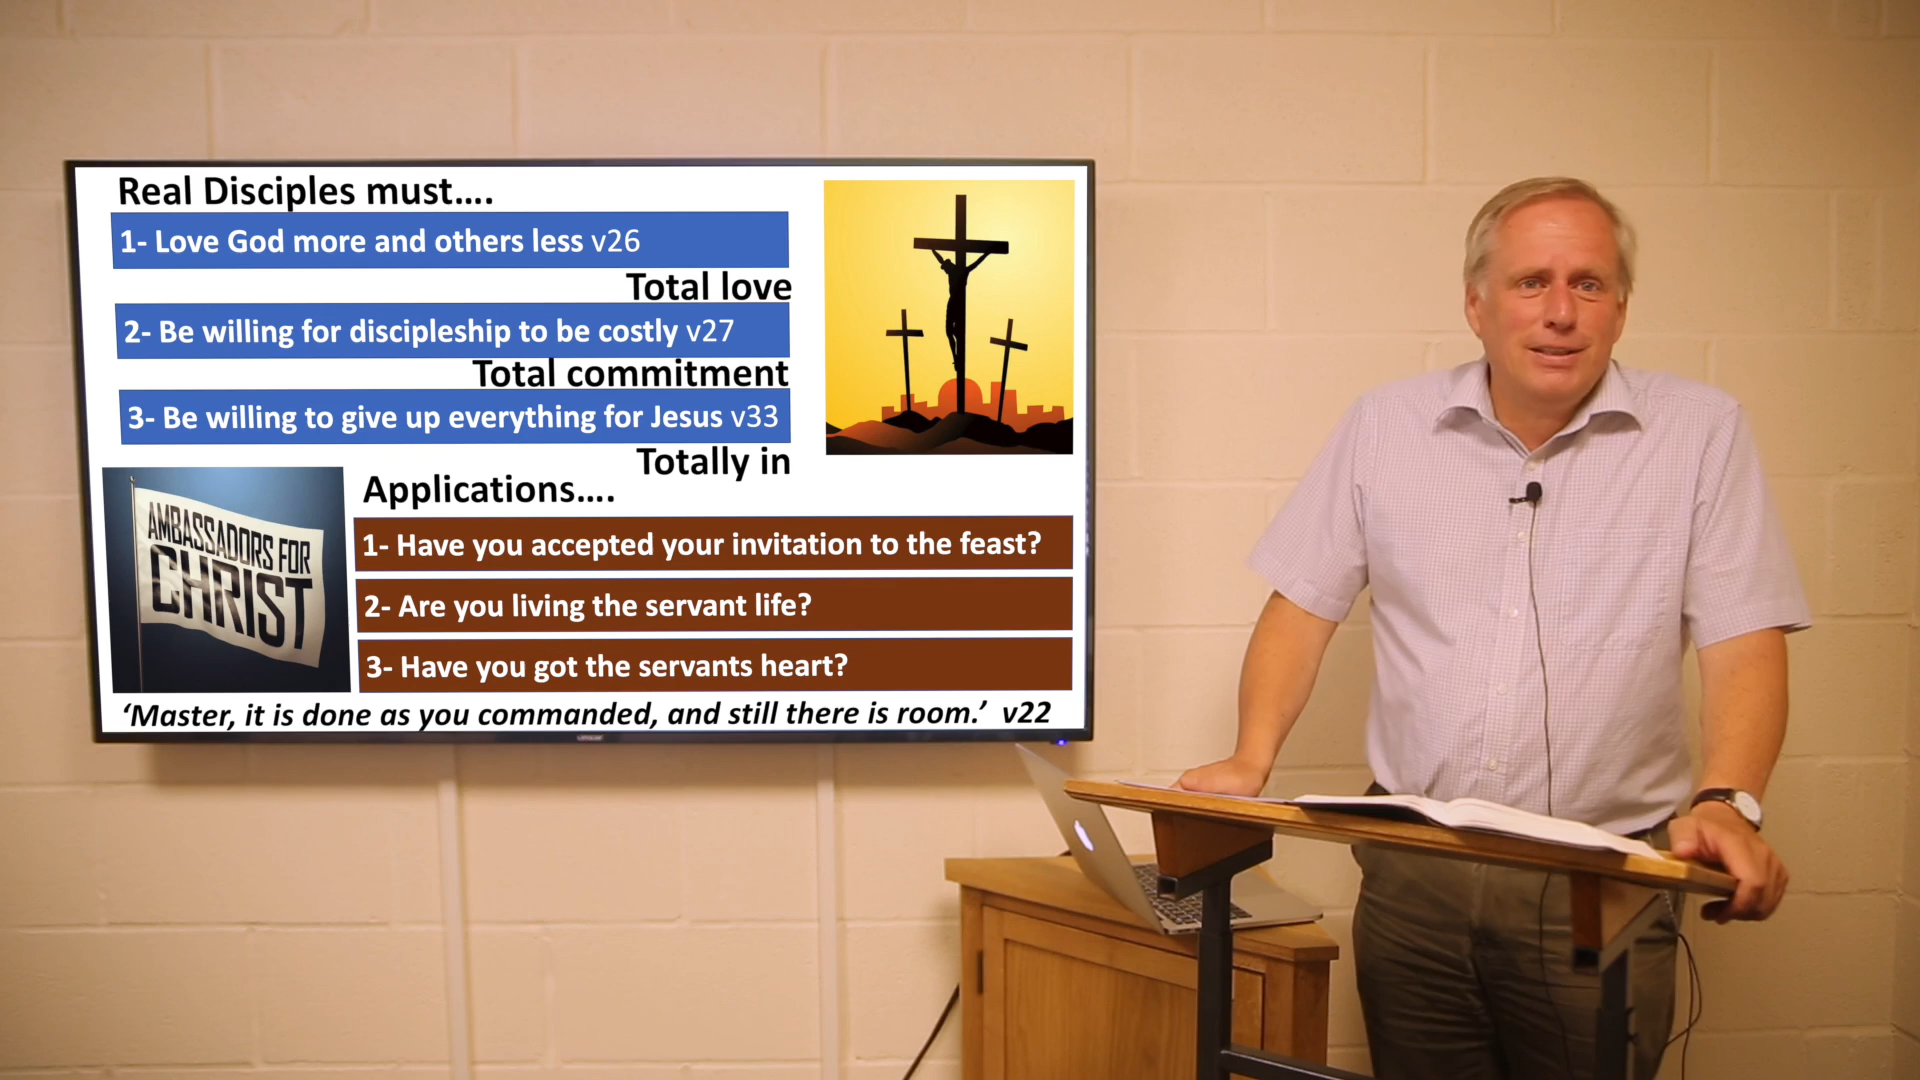 Real Disciples must....
1- Love God more and others less v26
Total love
2- Be willing for discipleship to be costly v27
Total commitment
3- Be willing to give up everything for Jesus v33
Totally in
AMBASSADORS FOR
CHRIST
Applications....
1- Have you accepted your invitation to the feast?
2- Are you living the servant life?
3- Have you got the servants heart?
‘Master, it is done as you commanded, and still there is room.’ v22